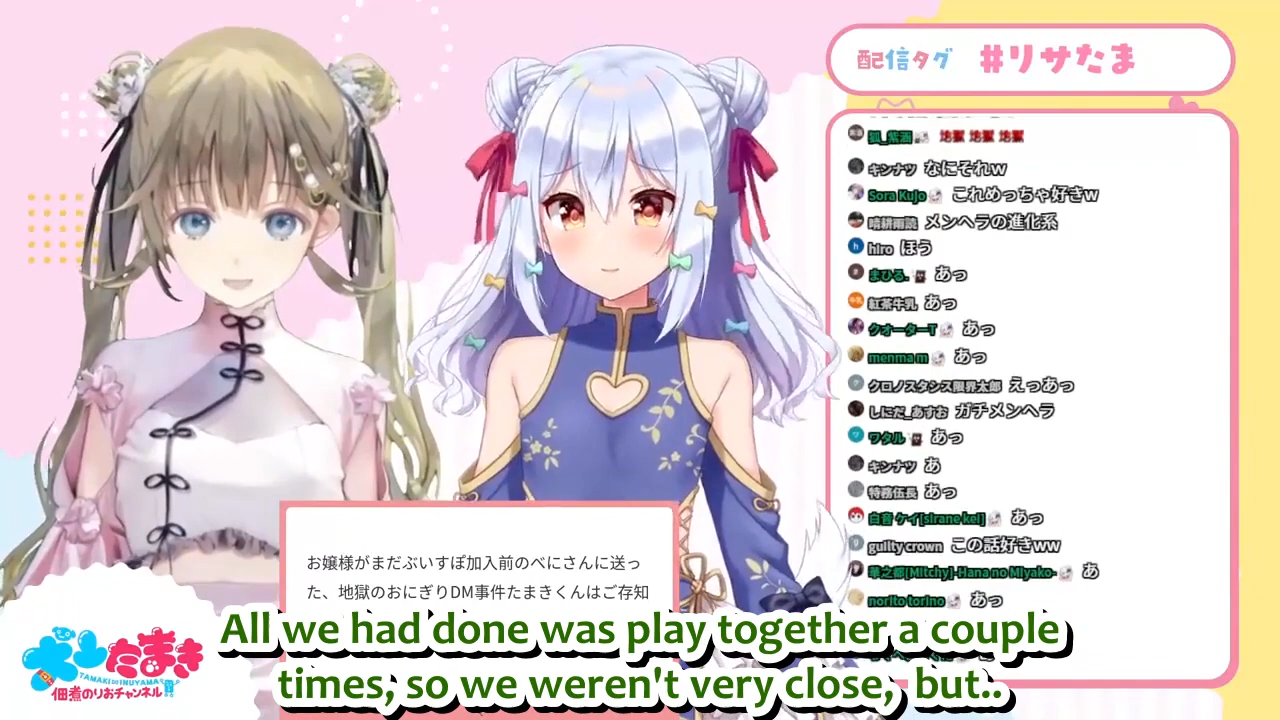 配信タグ #リサたま
狐_紫涵 地獄 地獄 地獄
キンナツ なにそれw
Sora Kujo これめっちゃ好きw
晴耕雨読 メンヘラの進化系
hiro ほう
まひる. あっ
紅茶牛乳 あっ
クオーターT あっ
menma m あっ
クロノスタシス限界太郎 えっあっ
しにだ_あすお ガチメンヘラ
ワタル あっ
キンナツ あ
特務伍長 あっ
白音 ケイ[sirane kei] あっ
guilty crown この話好きww
華之都[Mitchy]-Hana no Miyako- あ
norito torino あっ
お嬢様がまだぶいすぽ加入前のべにさんに送っ
た、地獄のおにぎりDM事件たまきくんはご存知
All we had done was play together a couple
times, so we weren't very close, but..
犬山たまき
TAMAKI INUYAMA
佃煮のりおチャンネル